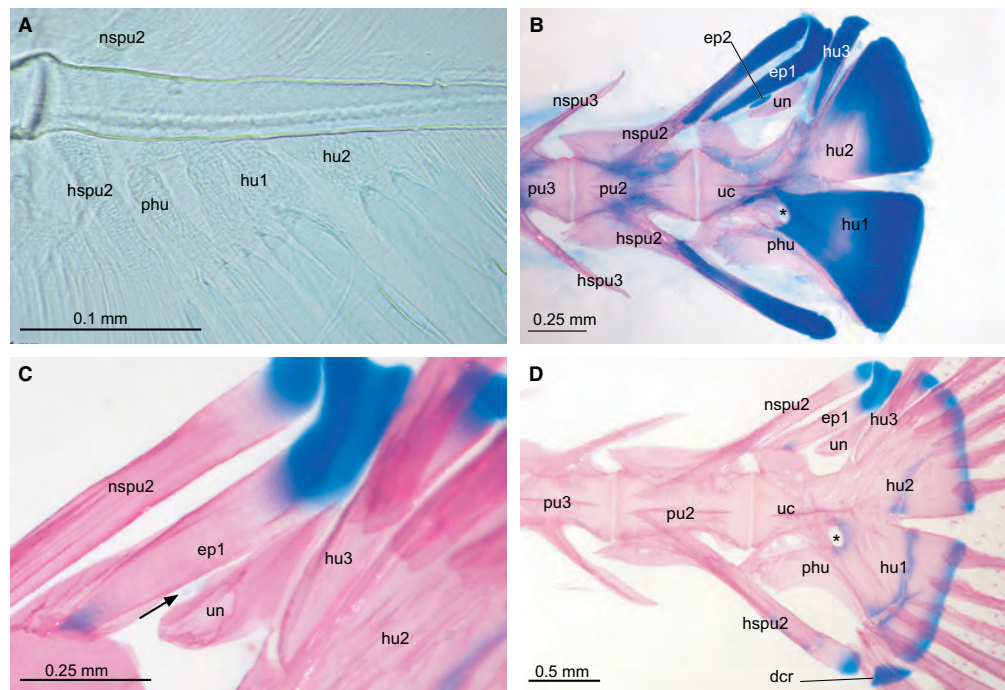 A
nspu2
hspu2
phu
hu1
hu2
0.1 mm
B
ep2
hu3
ep1
nspu3
un
nspu2
hu2
pu3
pu2
uc
*
hu1
hspu2
phu
hspu3
0.25 mm
C
nspu2
ep1
hu3
un
hu2
0.25 mm
D
nspu2
ep1
hu3
un
hu2
pu3
pu2
uc
*
phu
hu1
hspu2
dcr
0.5 mm